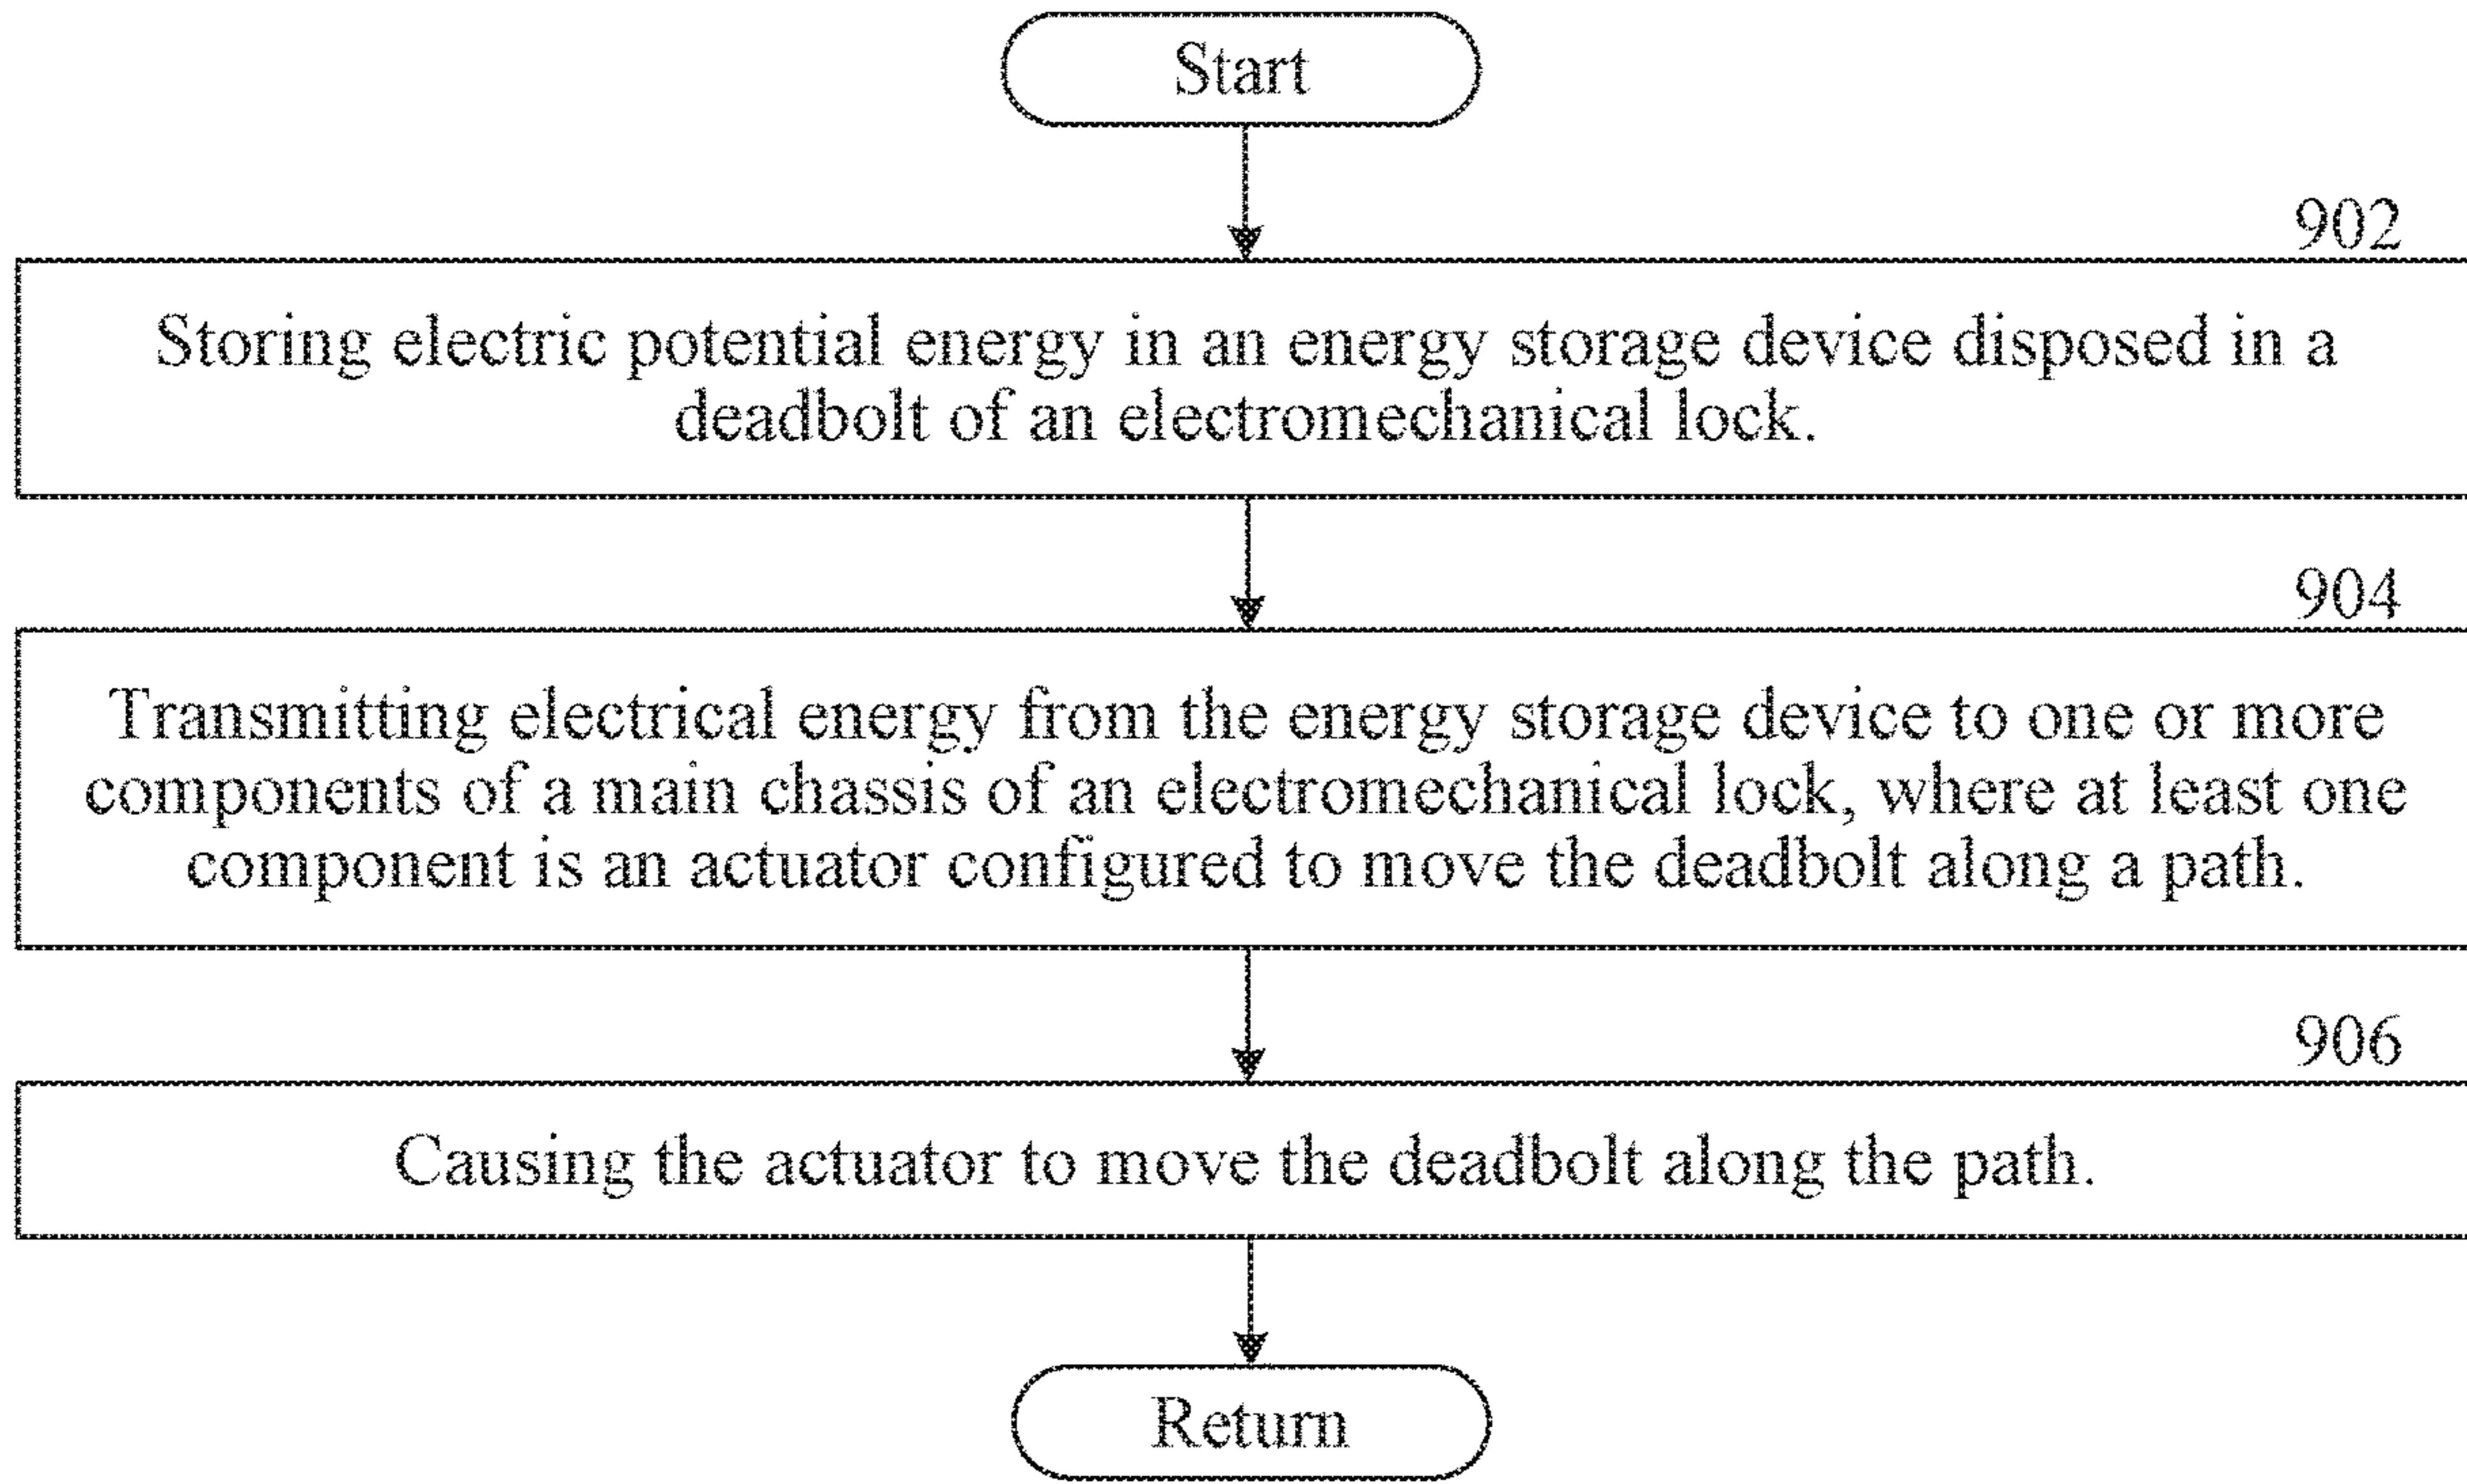 Start
902
Storing electric potential energy in an energy storage device disposed in a
deadbolt of an electromechanical lock.
904
Transmitting electrical energy from the energy storage device to one or more
components of a main chassis of an electromechanical lock, where at least one
component is an actuator configured to move the deadbolt along a path.
906
Causing the actuator to move the deadbolt along the path.
Return